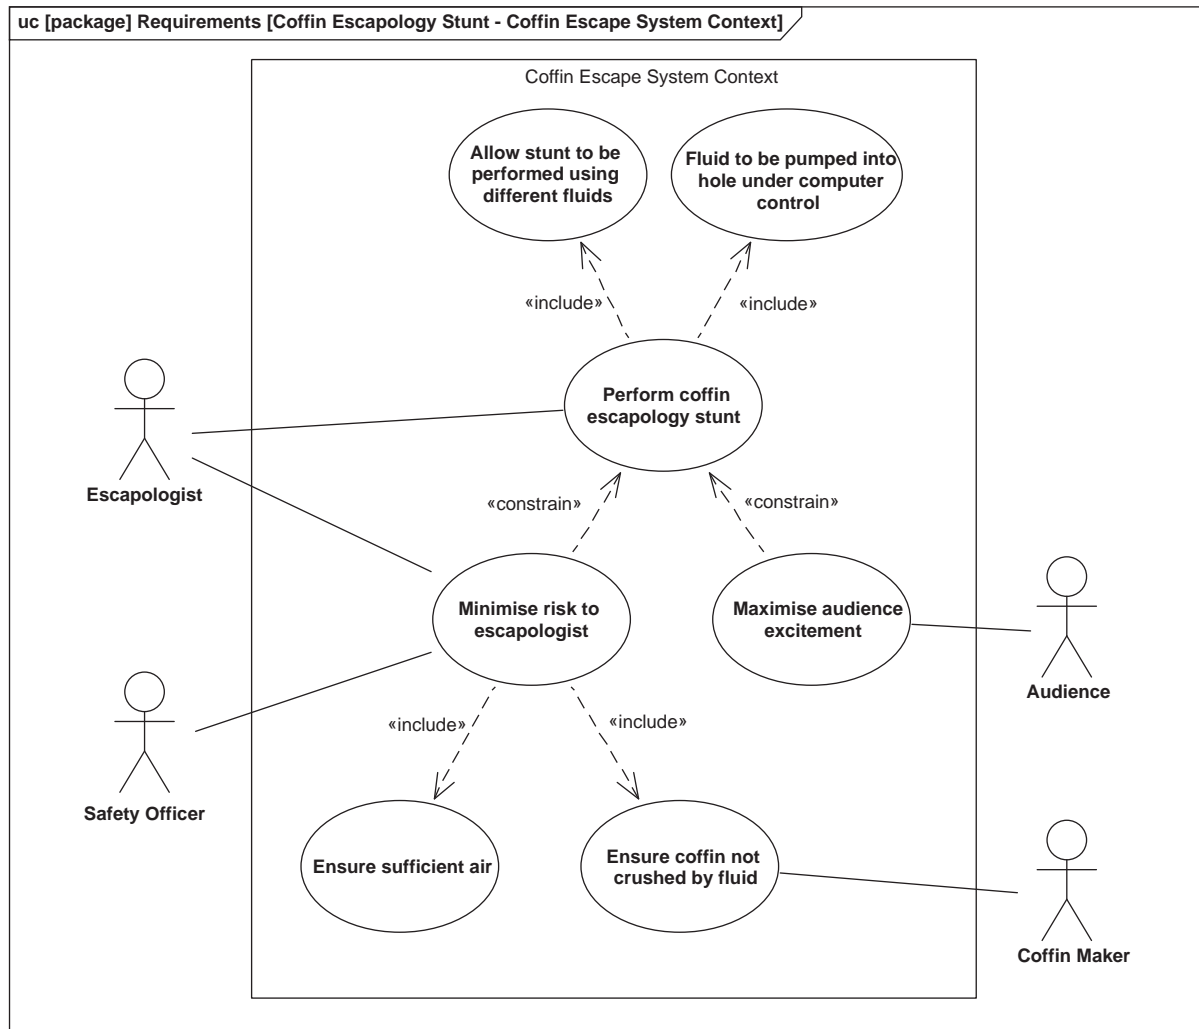 uc [package] Requirements [Coffin Escapology Stunt - Coffin Escape System Context]
Coffin Escape System Context
Allow stunt to be
performed using
different fluids
Fluid to be pumped into
hole under computer
control
«include»
«include»
Perform coffin
escapology stunt
Escapologist
«constrain»
«constrain»
Minimise risk to
escapologist
Maximise audience
excitement
Audience
«include»
«include»
Safety Officer
Ensure sufficient air
Ensure coffin not
crushed by fluid
Coffin Maker